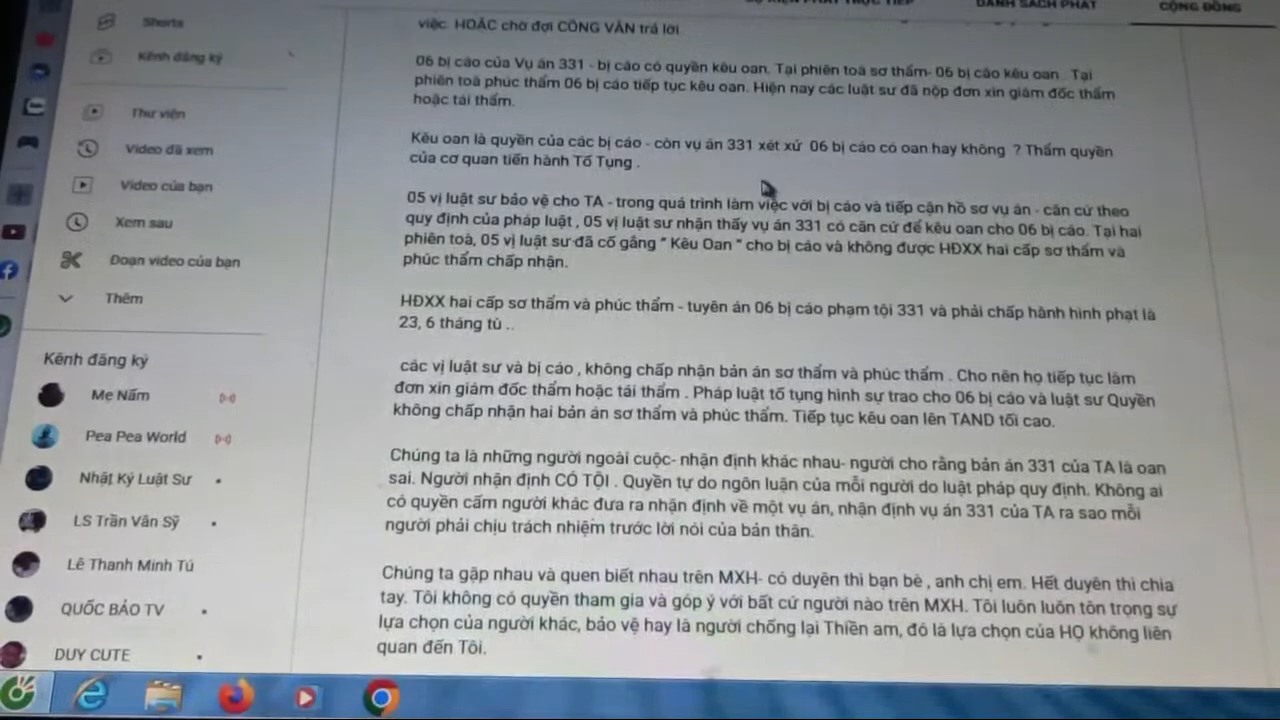 DANH SÁCH PHÁT
CỘNG ĐỒNG
Shorts
Kênh đăng ký
Thư viện
Video đã xem
Video của bạn
Xem sau
Đoạn video của bạn
Thêm
Kênh đăng ký
Mẹ Nấm
Pea Pea World
Nhật Ký Luật Sư
LS Trần Văn Sỹ
Lê Thanh Minh Tú
QUỐC BẢO TV
DUY CUTE
việc. HOẶC chờ đợi CÔNG VĂN trả lời
06 bị cáo của Vụ án 331 - bị cáo có quyền kêu oan. Tại phiên toà sơ thẩm- 06 bị cáo kêu oan . Tại
phiên toà phúc thẩm 06 bị cáo tiếp tục kêu oan. Hiện nay các luật sư đã nộp đơn xin giám đốc thẩm
hoặc tái thẩm.
Kêu oan là quyền của các bị cáo - còn vụ án 331 xét xử 06 bị cáo có oan hay không ? Thẩm quyền
của cơ quan tiến hành Tố Tụng .
05 vị luật sư bảo vệ cho TA - trong quá trình làm việc với bị cáo và tiếp cận hồ sơ vụ án - căn cứ theo
quy định của pháp luật , 05 vị luật sư nhận thấy vụ án 331 có căn cứ để kêu oan cho 06 bị cáo. Tại hai
phiên toà, 05 vị luật sư đã cố gắng " Kêu Oan " cho bị cáo và không được HĐXX hai cấp sơ thẩm và
phúc thẩm chấp nhận.
HĐXX hai cấp sơ thẩm và phúc thẩm - tuyên án 06 bị cáo phạm tội 331 và phải chấp hành hình phạt là
23, 6 tháng tù ..
các vị luật sư và bị cáo , không chấp nhận bản án sơ thẩm và phúc thẩm . Cho nên họ tiếp tục làm
đơn xin giám đốc thẩm hoặc tái thẩm . Pháp luật tố tụng hình sự trao cho 06 bị cáo và luật sư Quyền
không chấp nhận hai bản án sơ thẩm và phúc thẩm. Tiếp tục kêu oan lên TAND tối cao.
Chúng ta là những người ngoài cuộc- nhận định khác nhau- người cho rằng bản án 331 của TA là oan
sai. Người nhận định CÓ TỘI . Quyền tự do ngôn luận của mỗi người do luật pháp quy định. Không ai
có quyền cấm người khác đưa ra nhận định về một vụ án, nhận định vụ án 331 của TA ra sao mỗi
người phải chịu trách nhiệm trước lời nói của bản thân.
Chúng ta gặp nhau và quen biết nhau trên MXH- có duyên thì bạn bè , anh chị em. Hết duyên thì chia
tay. Tôi không có quyền tham gia và góp ý với bất cứ người nào trên MXH. Tôi luôn luôn tôn trọng sự
lựa chọn của người khác, bảo vệ hay là người chống lại Thiền am, đó là lựa chọn của HỌ không liên
quan đến Tôi.